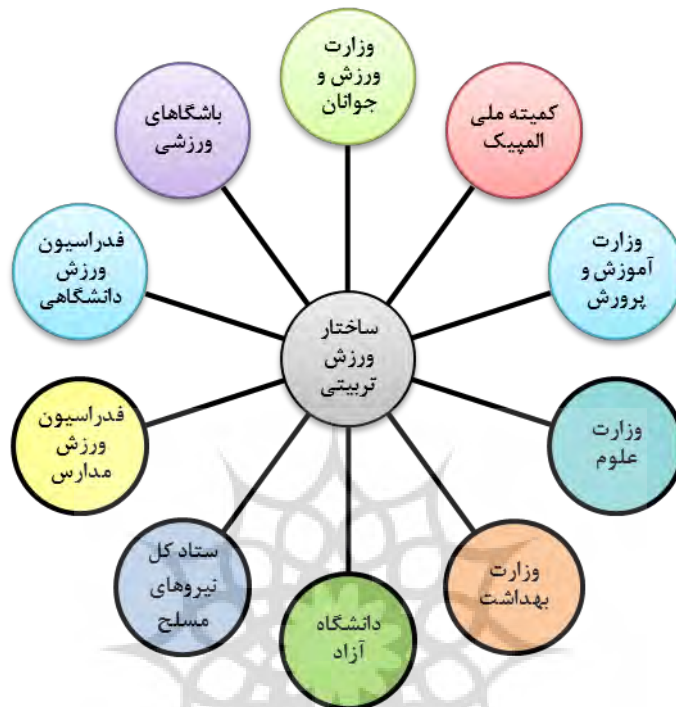 وزارت
ورزش و
جوانان
کمیته ملی
المپیک
وزارت
آموزش و
پرورش
وزارت
علوم
وزارت
بهداشت
دانشگاه
آزاد
ستاد کل
نیروهای
مسلح
فدراسیون
ورزش
مدارس
فدراسیون
ورزش
دانشگاهی
باشگاهای
ورزشی
ساختار
ورزش
تربیتی